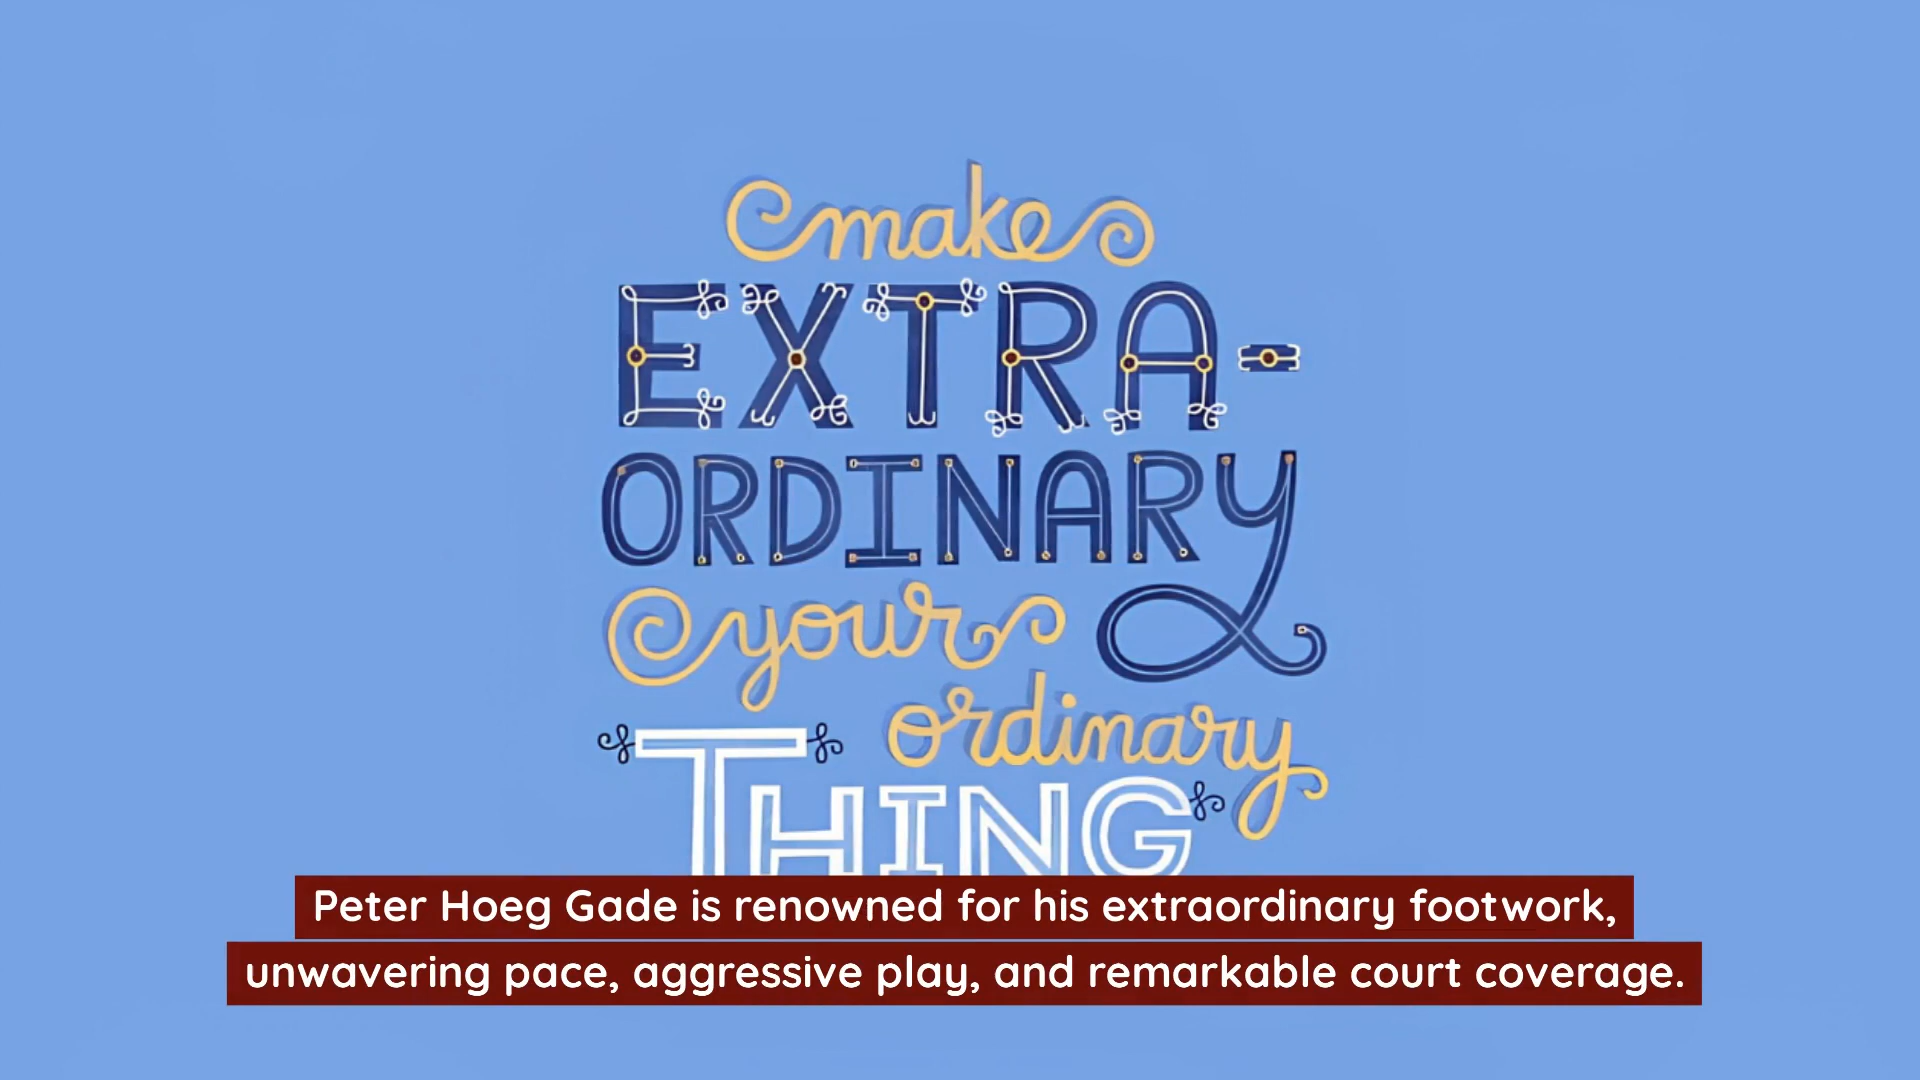 make
EXTRA-
ORDINARY
your
ordinary
THING
Peter Hoeg Gade is renowned for his extraordinary footwork,
unwavering pace, aggressive play, and remarkable court coverage.